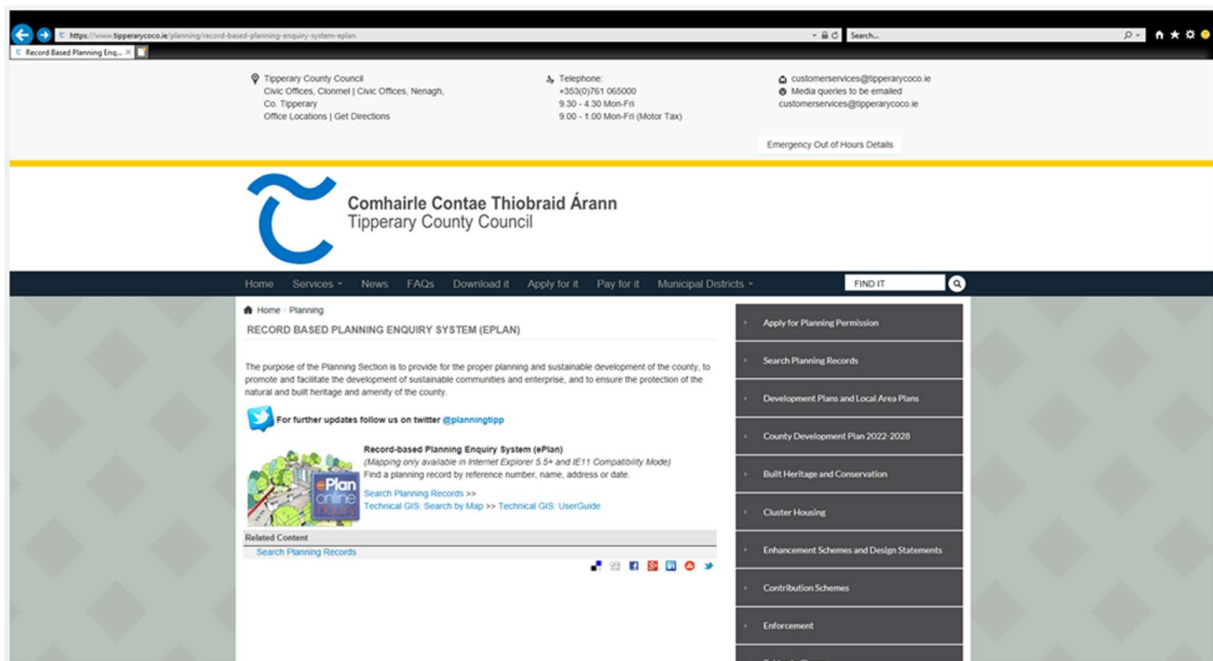 https://www.tipperarycoco.ie/planning/record-based-planning-enquiry-system-eplan
Search...
Record Based Planning Enq...
Tipperary County Council
Civic Offices, Clonmel | Civic Offices, Nenagh,
Co. Tipperary
Office Locations | Get Directions
Telephone:
+353(0)761 065000
9.30 - 4.30 Mon-Fri
9.00 - 1.00 Mon-Fri (Motor Tax)
customerservices@tipperarycoco.ie
Media queries to be emailed
customerservices@tipperarycoco.ie
Emergency Out of Hours Details
Comhairle Contae Thiobraid Árann
Tipperary County Council
Home Services News FAQs Download it Apply for it Pay for it Municipal Districts FIND IT
Home / Planning
RECORD BASED PLANNING ENQUIRY SYSTEM (EPLAN)
The purpose of the Planning Section is to provide for the proper planning and sustainable development of the county, to
promote and facilitate the development of sustainable communities and enterprise, and to ensure the protection of the
natural and built heritage and amenity of the county.
For further updates follow us on twitter @planningtipp
ePlan
online
inquiry
Record-based Planning Enquiry System (ePlan)
(Mapping only available in Internet Explorer 5.5+ and IE11 Compatibility Mode)
Find a planning record by reference number, name, address or date.
Search Planning Records >>
Technical GIS: Search by Map >> Technical GIS: UserGuide
Related Content
Search Planning Records
Apply for Planning Permission
Search Planning Records
Development Plans and Local Area Plans
County Development Plan 2022-2028
Built Heritage and Conservation
Cluster Housing
Enhancement Schemes and Design Statements
Contribution Schemes
Enforcement